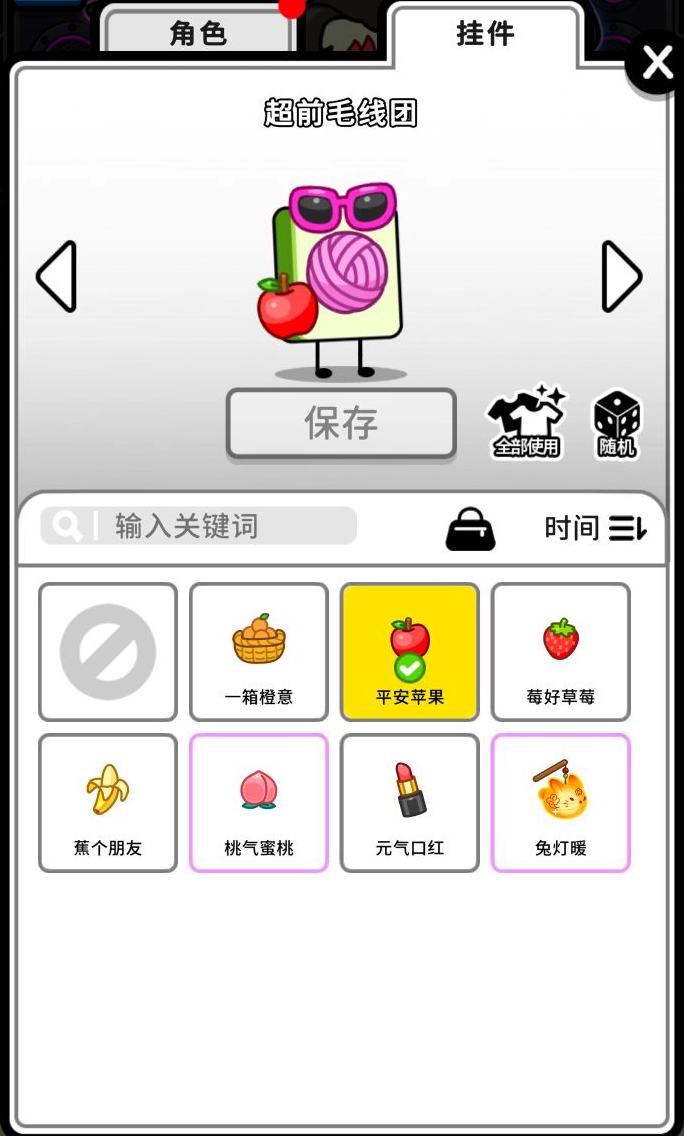 角色
挂件
X
超前毛线团
保存
全部使用
随机
输入关键词
时间
一箱橙意
平安苹果
莓好草莓
蕉个朋友
桃气蜜桃
元气口红
兔灯暖